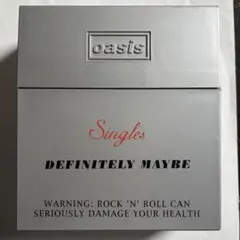 oasis
Singles
DEFINITELY MAYBE
WARNING: ROCK 'N' ROLL CAN
SERIOUSLY DAMAGE YOUR HEALTH